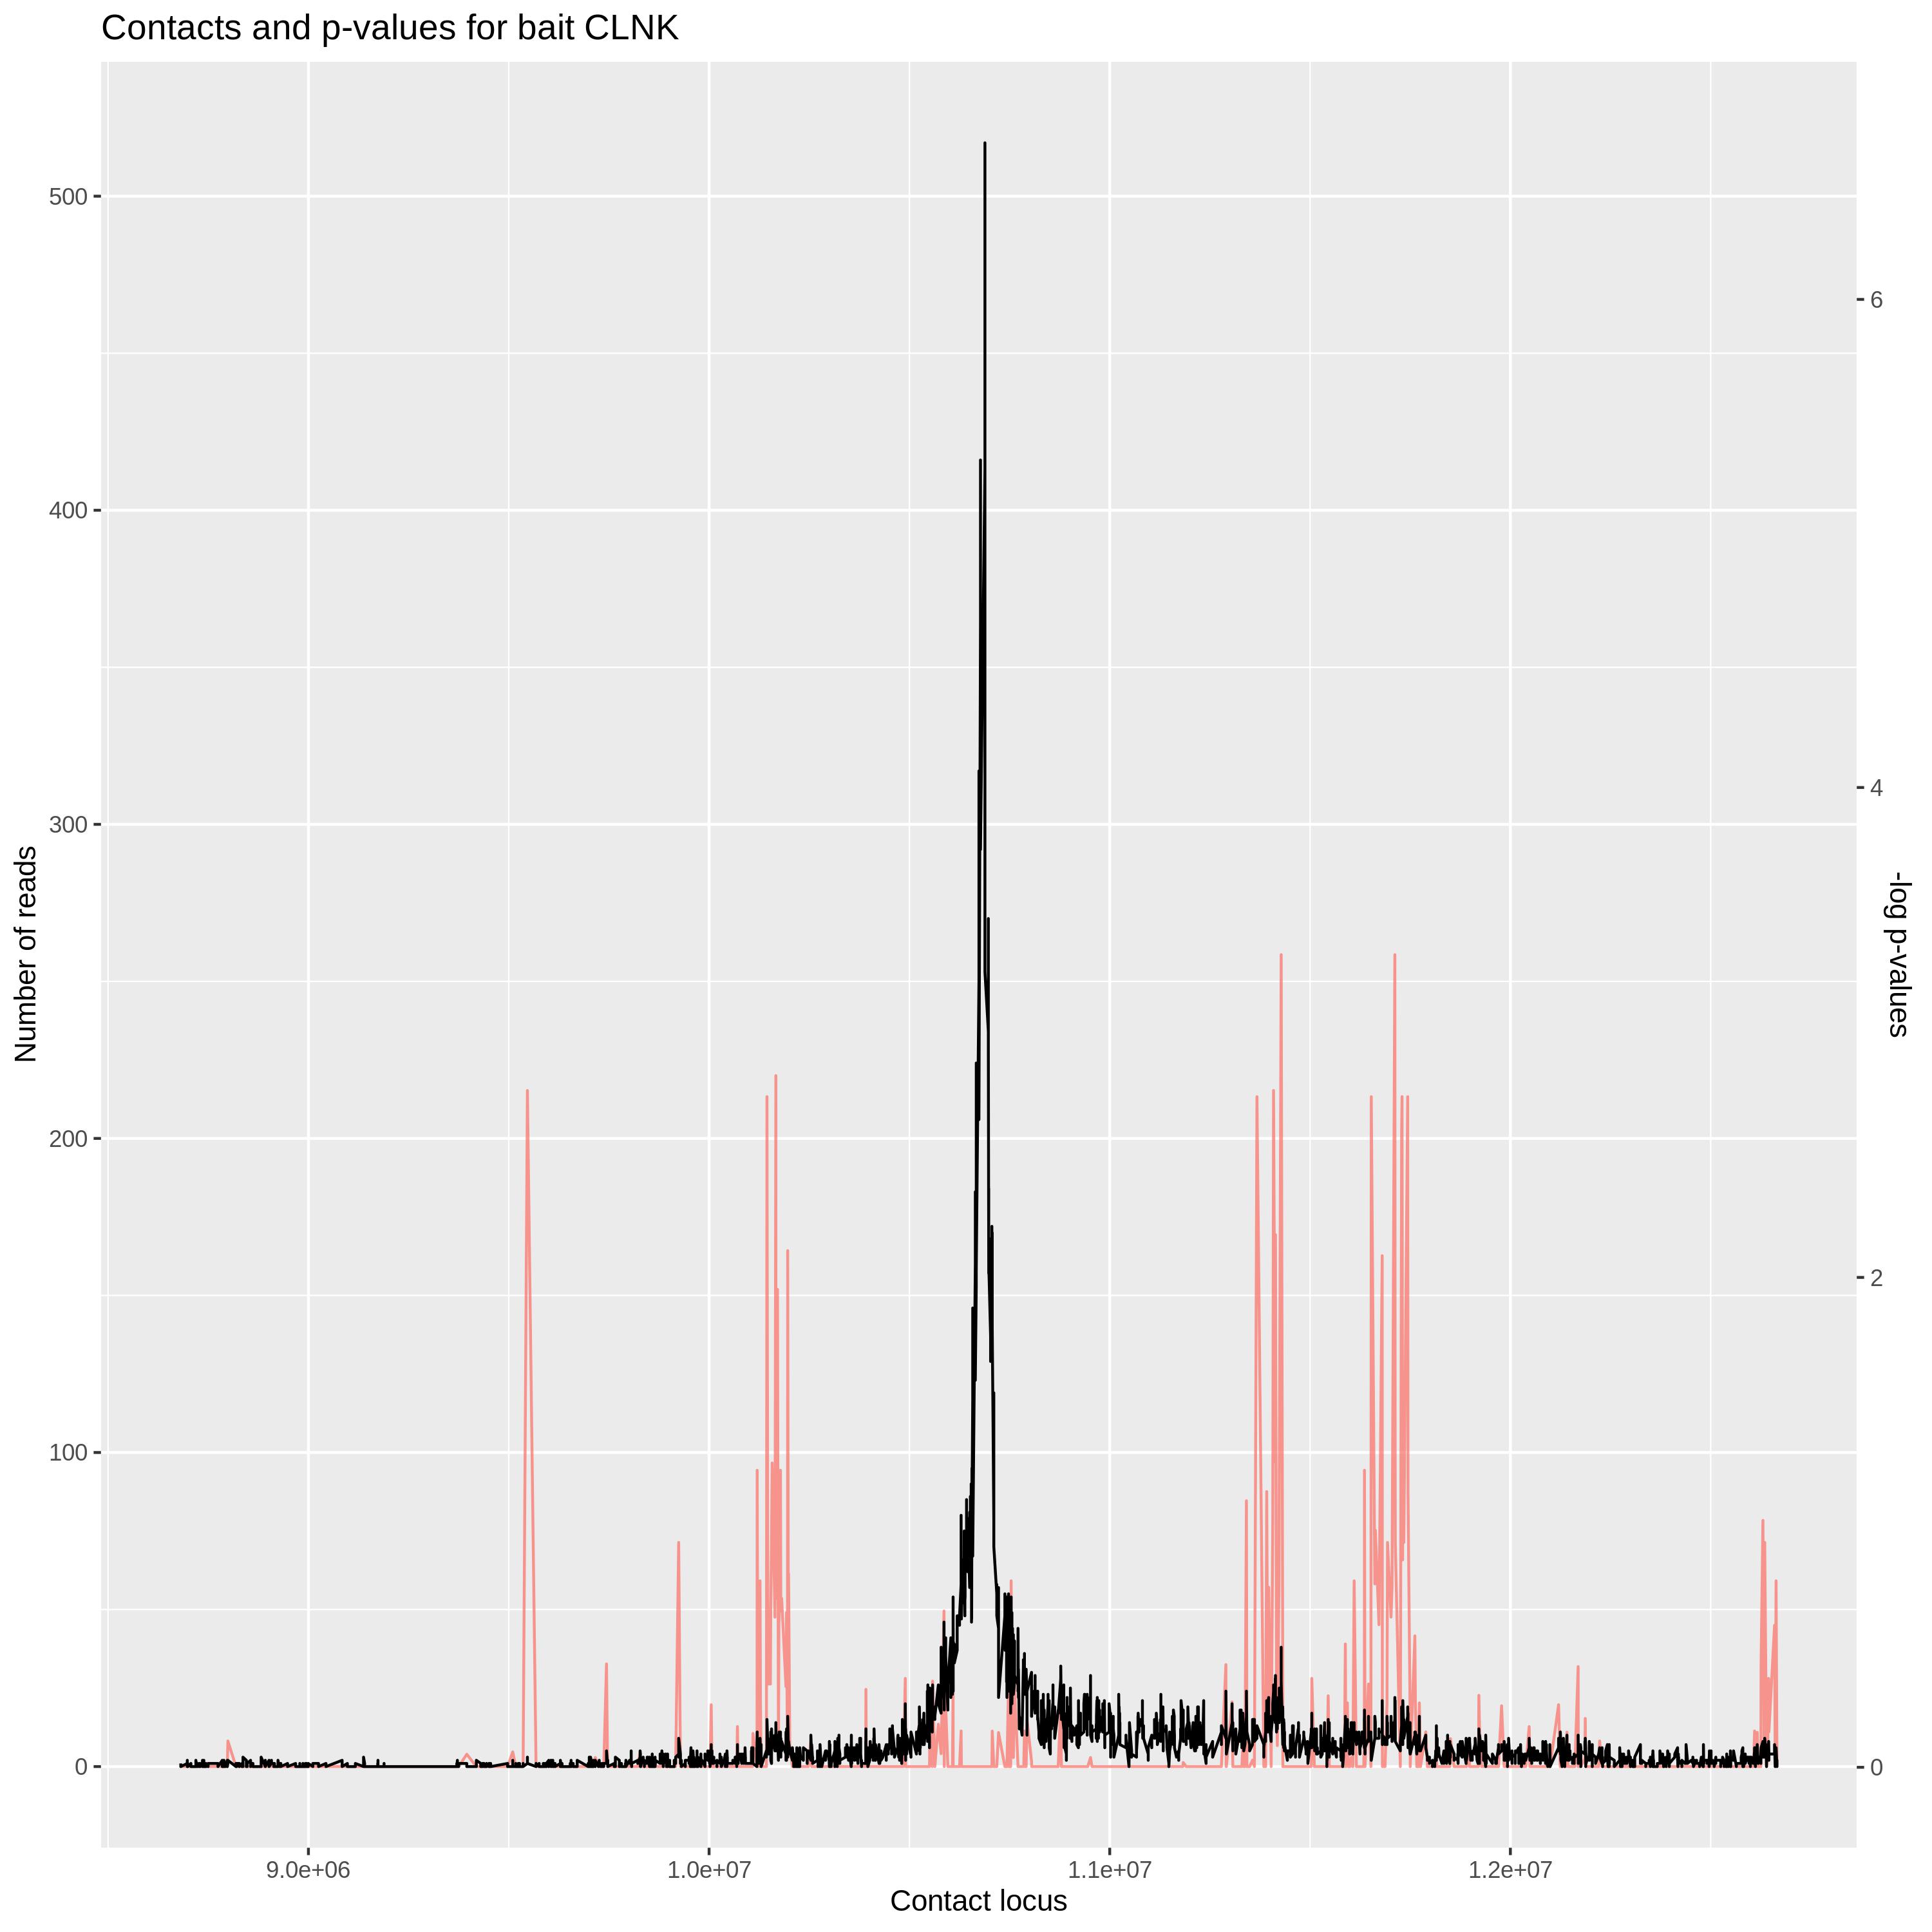 Contacts and p-values for bait CLNK
Number of reads
500
400
300
200
100
0
6
4
2
0
-log p-values
9.0e+06
1.0e+07
1.1e+07
1.2e+07
Contact locus